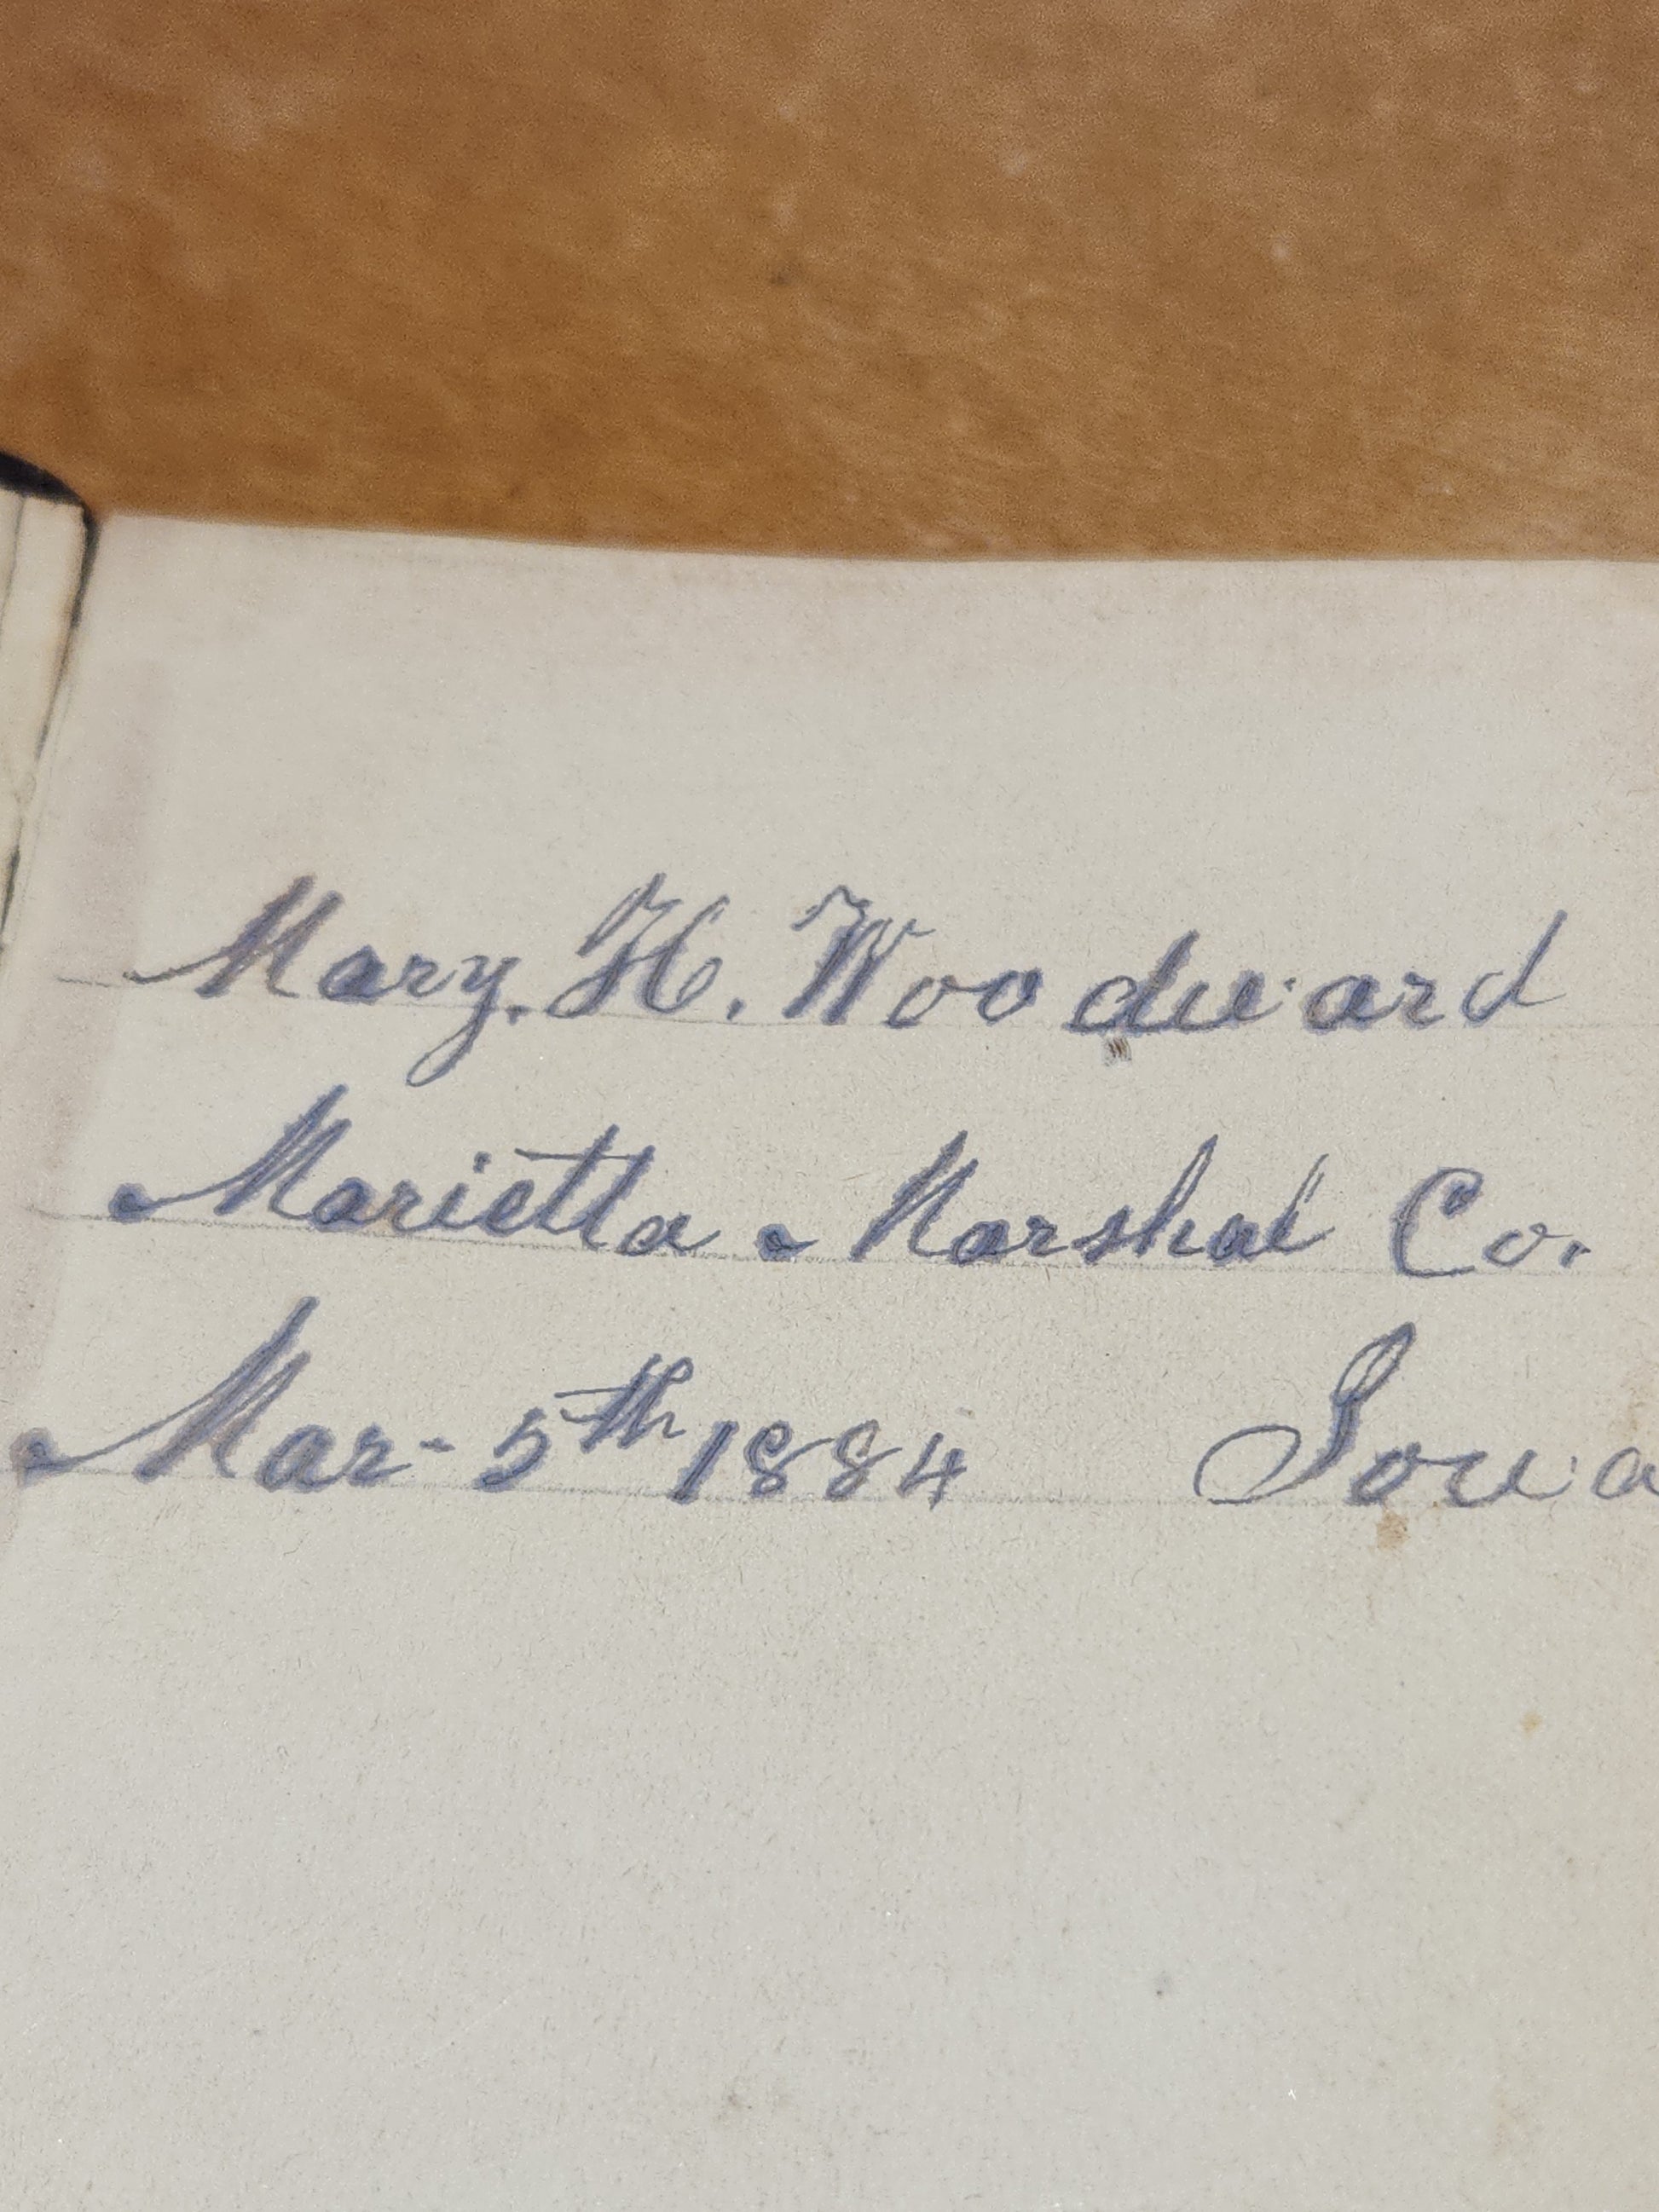 Mary. H. Woodward
Marietta Marshal Co.
Mar- 5th 1884 Iowa